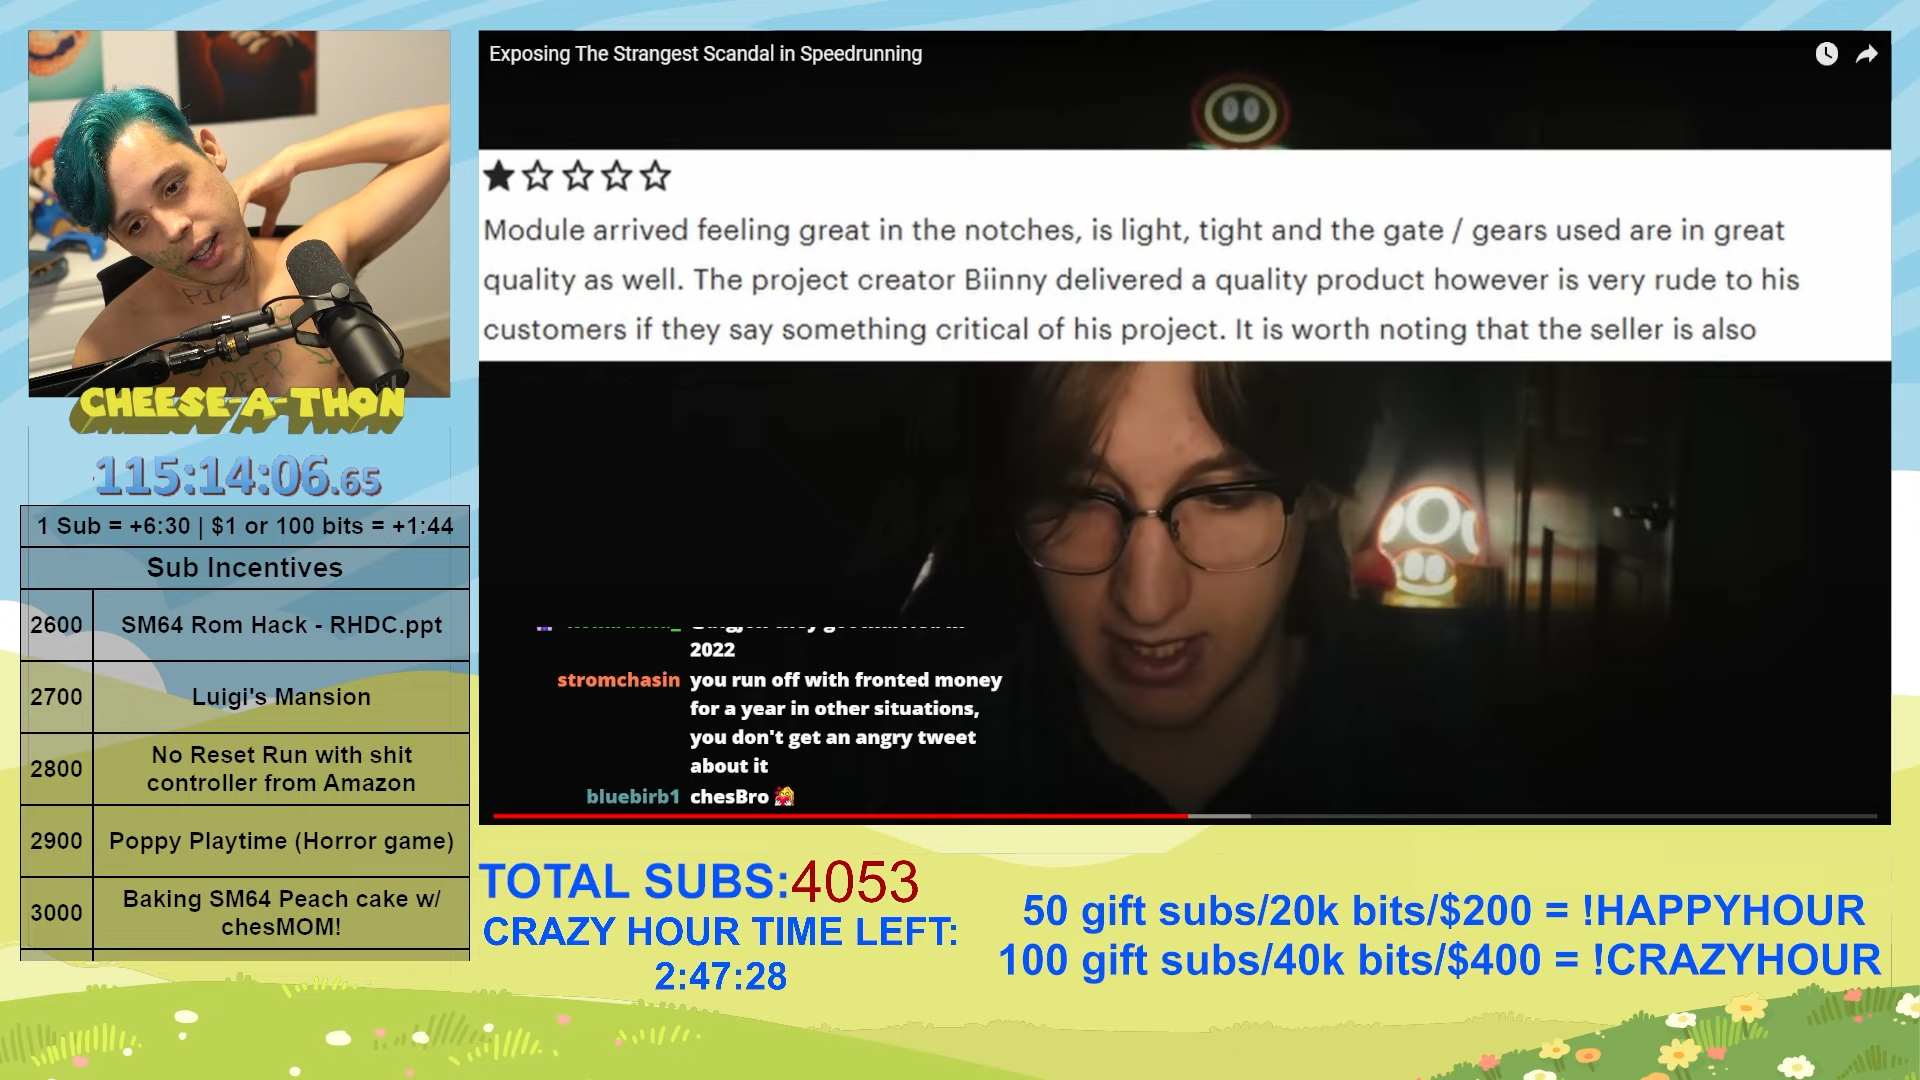 Exposing The Strangest Scandal in Speedrunning
Module arrived feeling great in the notches, is light, tight and the gate / gears used are in great
quality as well. The project creator Biinny delivered a quality product however is very rude to his
customers if they say something critical of his project. It is worth noting that the seller is also
2022
stromchasin you run off with fronted money
for a year in other situations,
you don't get an angry tweet
about it
bluebirb1 chesBro
DEEP
CHEESE-A-THON
115:14:06.65
1 Sub = +6:30 | $1 or 100 bits = +1:44
Sub Incentives
2600 SM64 Rom Hack - RHDC.ppt
2700 Luigi's Mansion
2800 No Reset Run with shit
controller from Amazon
2900 Poppy Playtime (Horror game)
3000 Baking SM64 Peach cake w/
chesMOM!
TOTAL SUBS:4053
CRAZY HOUR TIME LEFT:
2:47:28
50 gift subs/20k bits/$200 = !HAPPYHOUR
100 gift subs/40k bits/$400 = !CRAZYHOUR